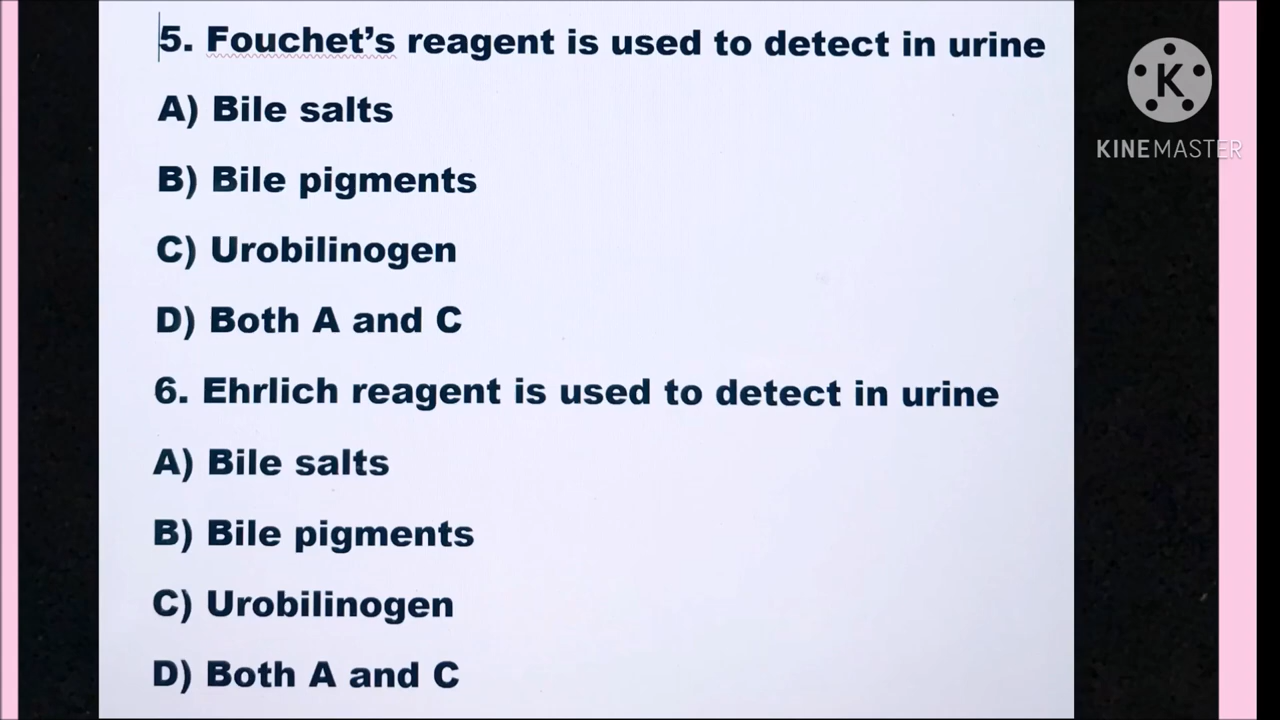 5. Fouchet's reagent is used to detect in urine
A) Bile salts
B) Bile pigments
C) Urobilinogen
D) Both A and C
6. Ehrlich reagent is used to detect in urine
A) Bile salts
B) Bile pigments
C) Urobilinogen
D) Both A and C
K
KINEMASTER